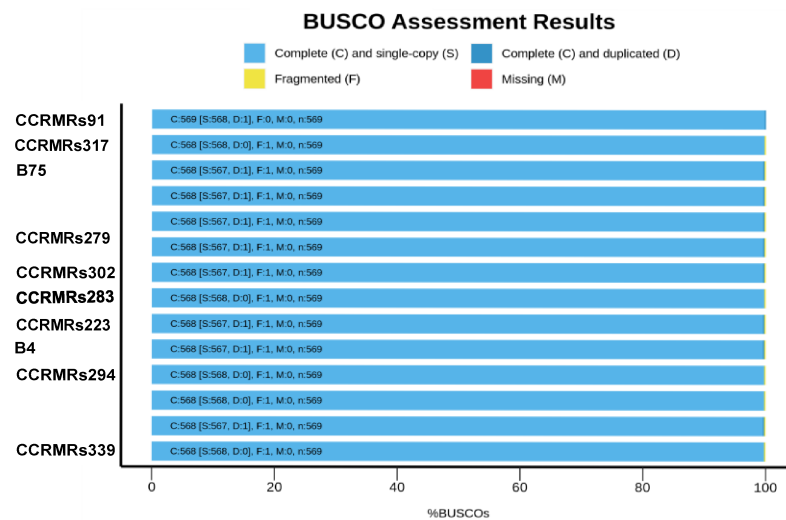 BUSCO Assessment Results
Complete (C) and single-copy (S) Complete (C) and duplicated (D)
Fragmented (F) Missing (M)
CCRMRs91 C:569 [S:568, D:1], F:0, M:0, n:569
CCRMRs317 C:568 [S:568, D:0], F:1, M:0, n:569
B75 C:568 [S:567, D:1], F:1, M:0, n:569
C:568 [S:567, D:1], F:1, M:0, n:569
C:568 [S:567, D:1], F:1, M:0, n:569
CCRMRs279 C:568 [S:567, D:1], F:1, M:0, n:569
CCRMRs302 C:568 [S:567, D:1], F:1, M:0, n:569
CCRMRs283 C:568 [S:568, D:0], F:1, M:0, n:569
CCRMRs223 C:568 [S:567, D:1], F:1, M:0, n:569
B4 C:568 [S:567, D:1], F:1, M:0, n:569
CCRMRs294 C:568 [S:568, D:0], F:1, M:0, n:569
C:568 [S:568, D:0], F:1, M:0, n:569
C:568 [S:567, D:1], F:1, M:0, n:569
CCRMRs339 C:568 [S:568, D:0], F:1, M:0, n:569
0 20 40 60 80 100
%BUSCOs